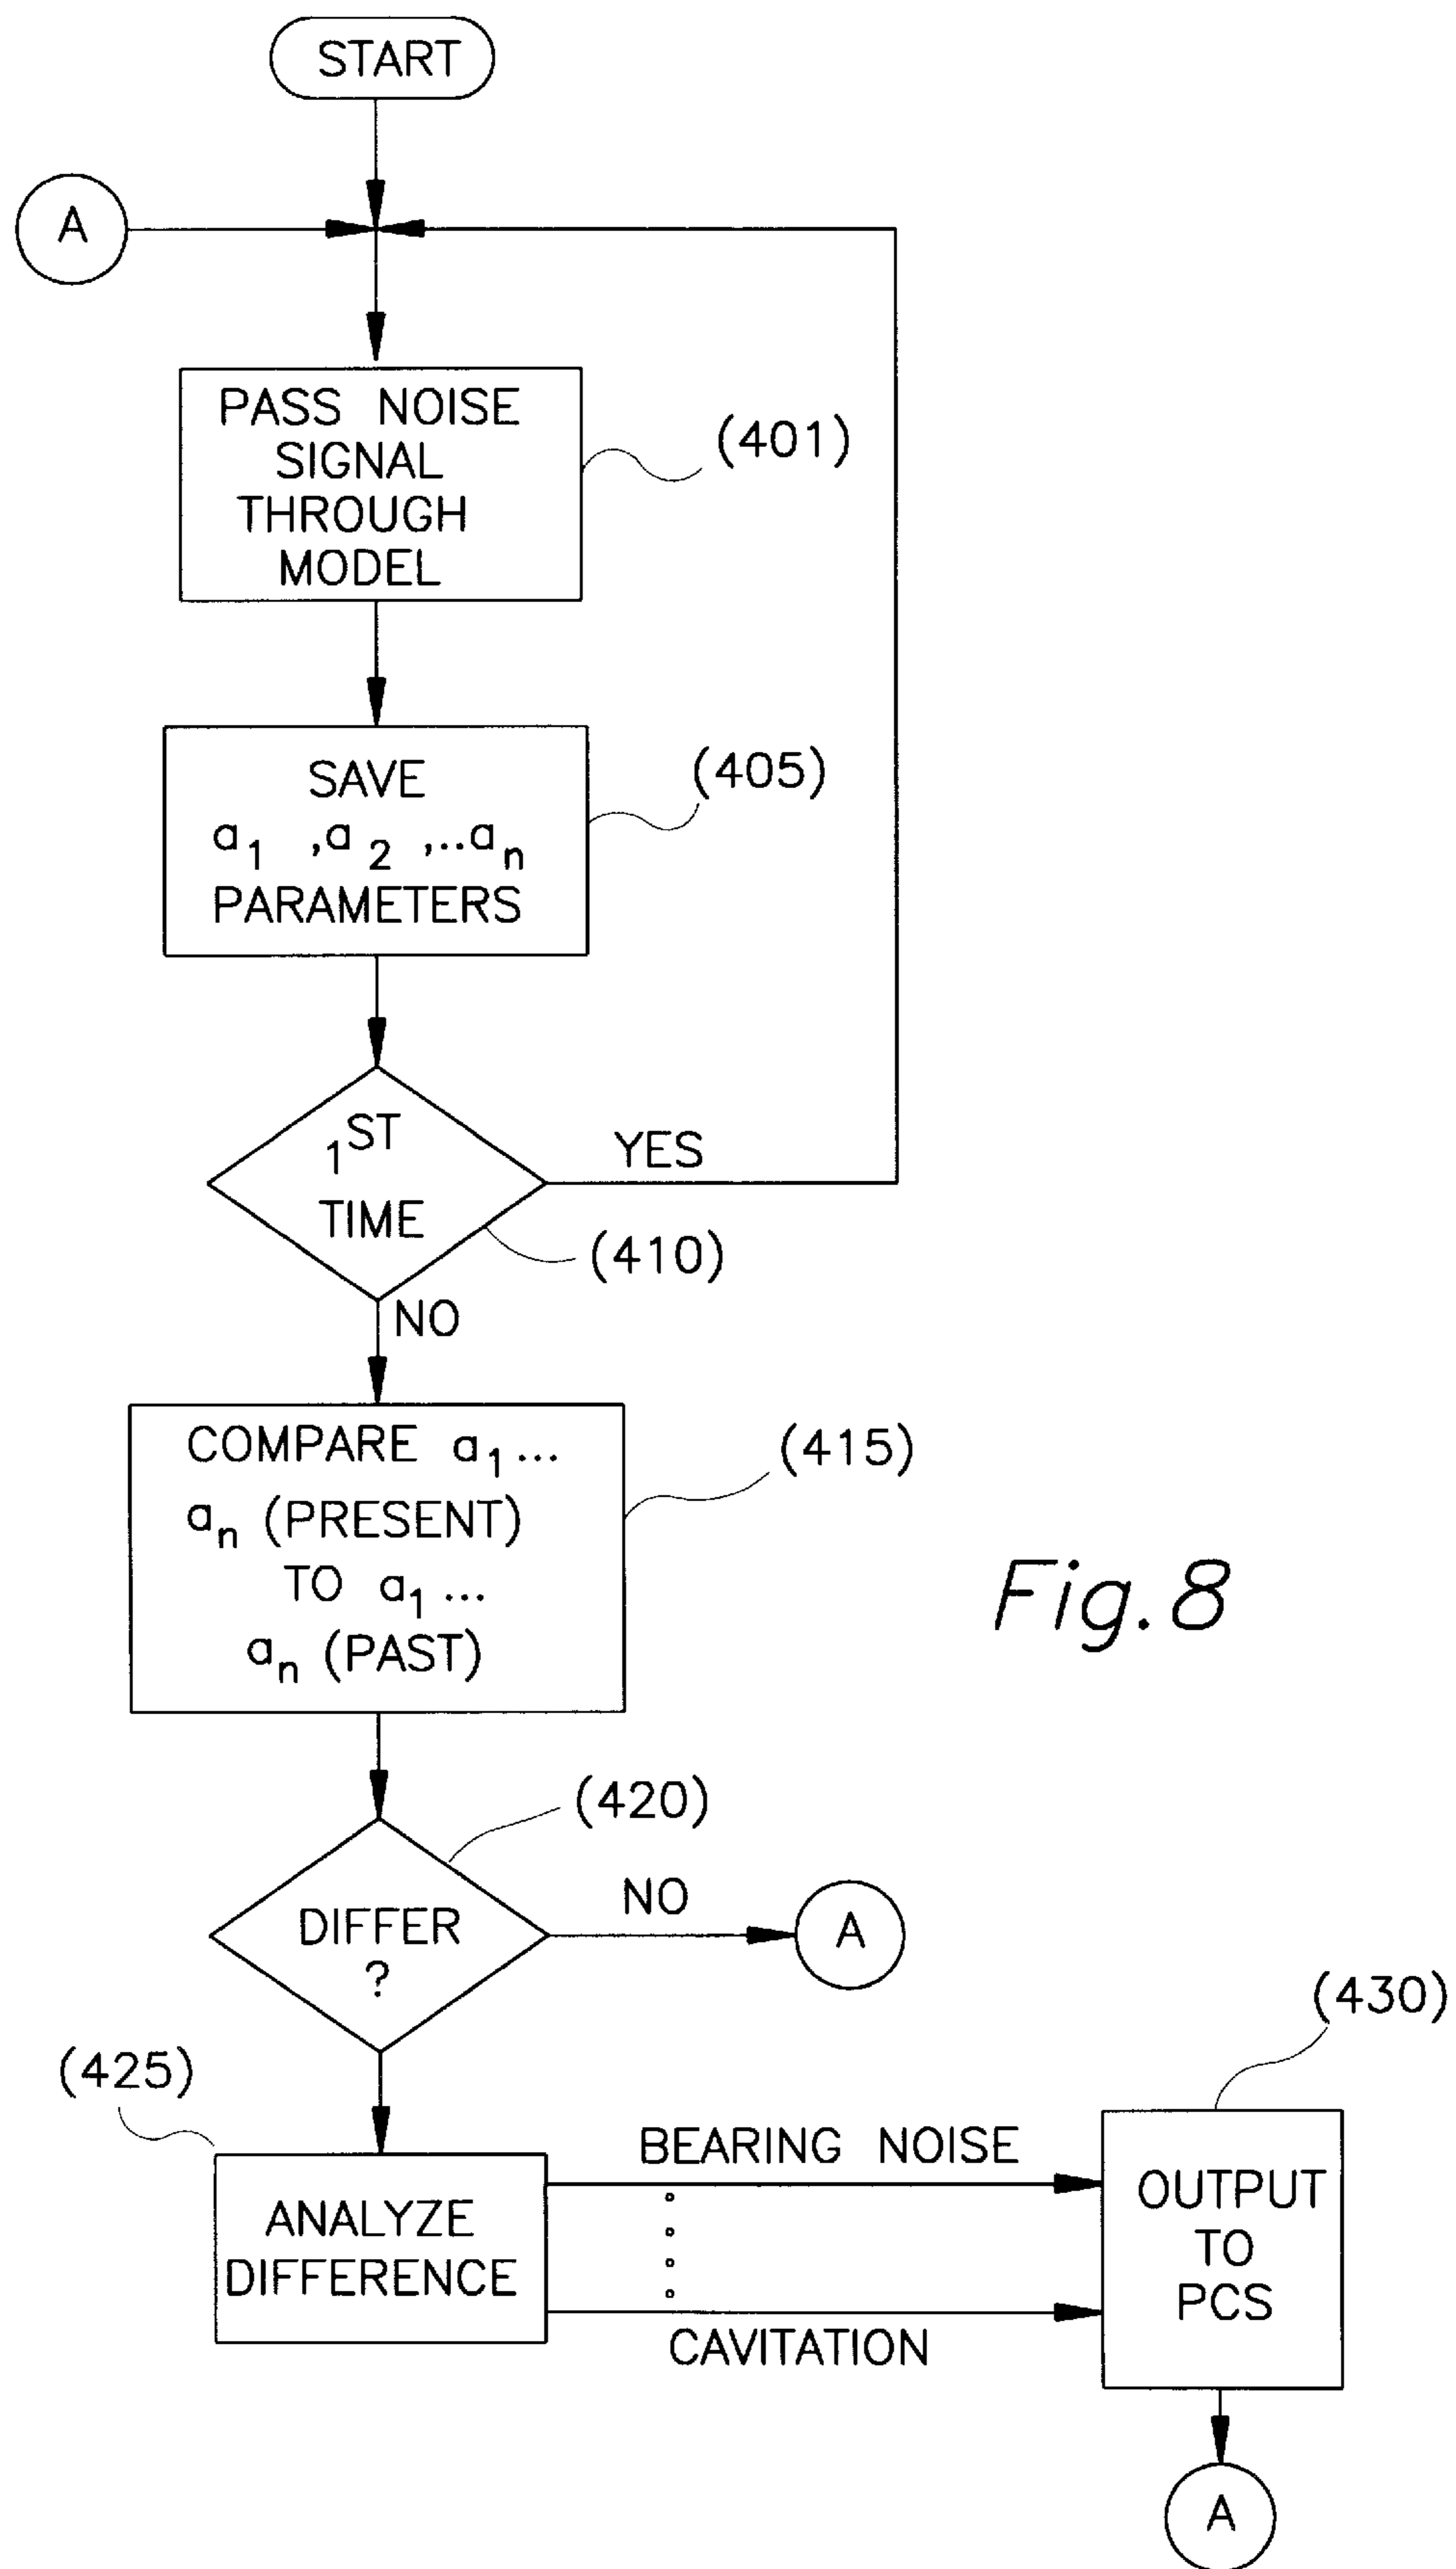 START
A
PASS NOISE
SIGNAL
THROUGH
MODEL
(401)
SAVE
a1 ,a2 ,..an
PARAMETERS
(405)
1ST
TIME
YES
(410)
NO
COMPARE a1...
an (PRESENT)
TO a1...
an (PAST)
(415)
Fig. 8
(420)
DIFFER
?
NO
A
(425)
ANALYZE
DIFFERENCE
BEARING NOISE
CAVITATION
(430)
OUTPUT
TO
PCS
A